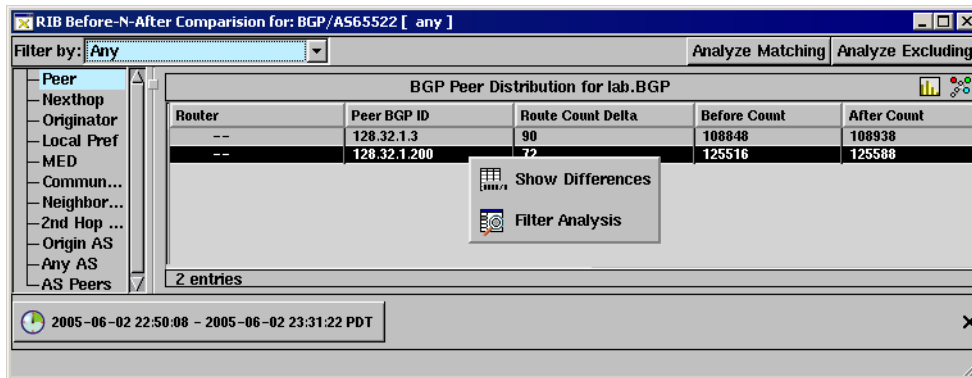 RIB Before-N-After Comparision for: BGP/AS65522 [ any ]
Filter by: Any
Analyze Matching
Analyze Excluding
Peer
Nexthop
Originator
Local Pref
MED
Commun...
Neighbor...
2nd Hop ...
Origin AS
Any AS
AS Peers
BGP Peer Distribution for lab.BGP
Router Peer BGP ID Route Count Delta Before Count After Count
-- 128.32.1.3 90 108848 108938
-- 128.32.1.200 72 125516 125588
Show Differences
Filter Analysis
2 entries
2005-06-02 22:50:08 - 2005-06-02 23:31:22 PDT